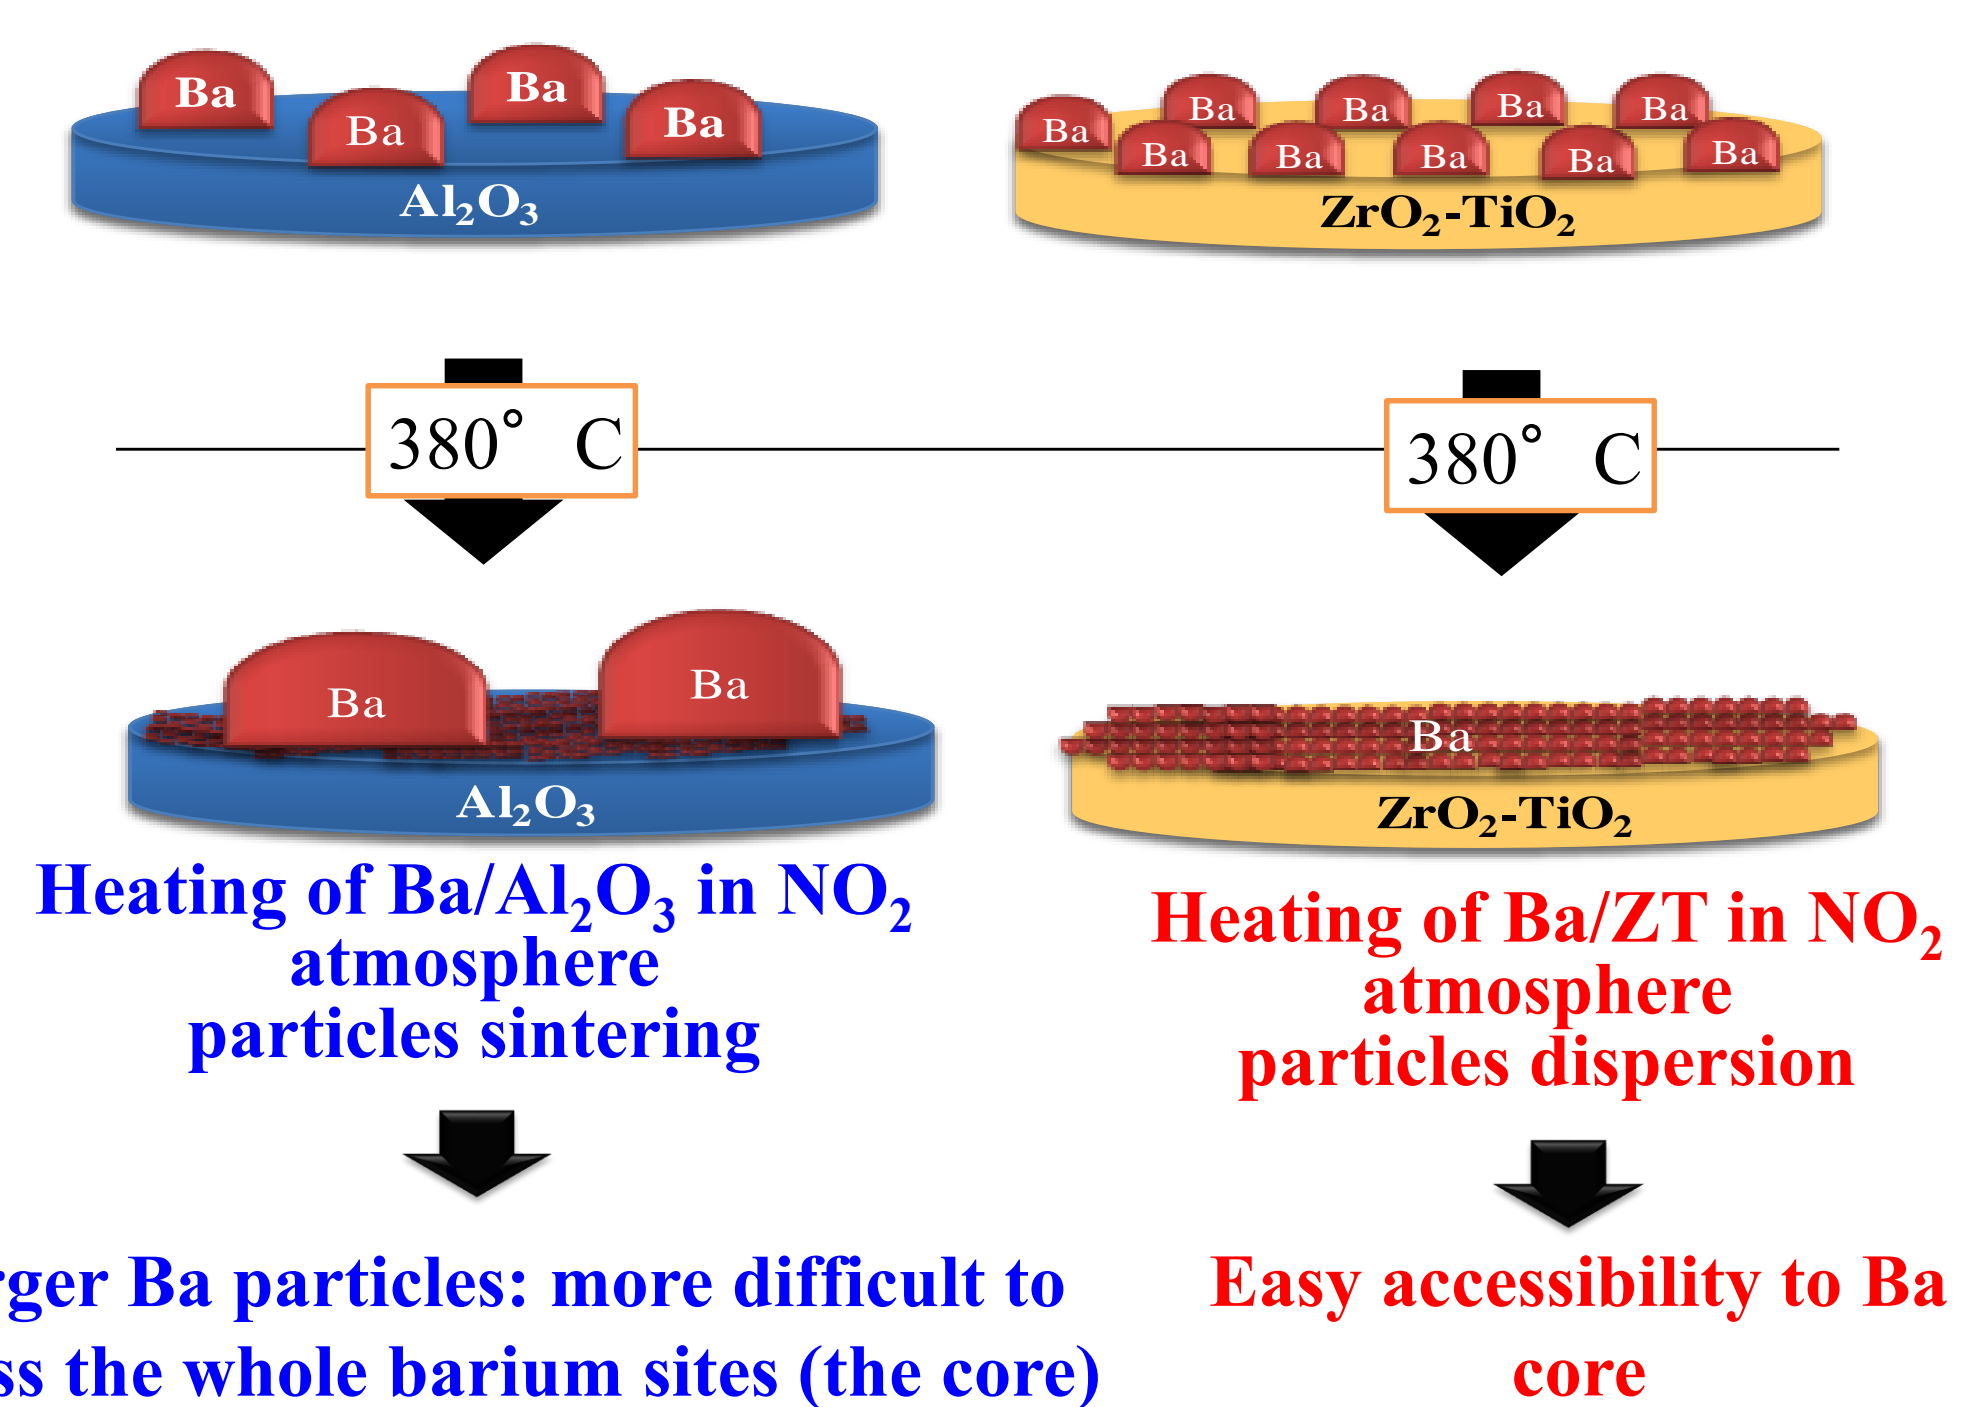 Ba Ba Ba Ba
Al₂O₃
Ba Ba Ba Ba Ba
Ba Ba Ba Ba Ba
ZrO₂-TiO₂
380° C
380° C
Ba Ba
Al₂O₃
Ba
ZrO₂-TiO₂
Heating of Ba/Al₂O₃ in NO₂
atmosphere
particles sintering
Heating of Ba/ZT in NO₂
atmosphere
particles dispersion
Ba particles: more difficult to
the whole barium sites (the core)
Easy accessibility to Ba
core